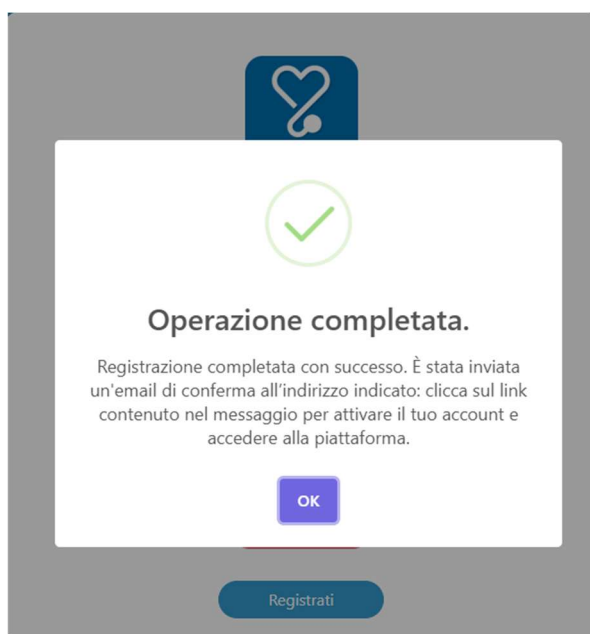 Operazione completata.
Registrazione completata con successo. È stata inviata
un'email di conferma all'indirizzo indicato: clicca sul link
contenuto nel messaggio per attivare il tuo account e
accedere alla piattaforma.
OK
Registrati